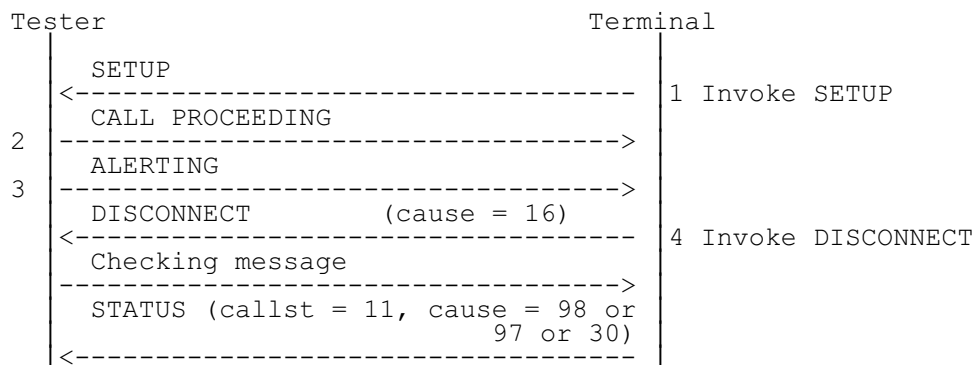 Tester Terminal
SETUP
<----------------------------------- 1 Invoke SETUP
CALL PROCEEDING
2 ----------------------------------->
ALERTING
3 ----------------------------------->
DISCONNECT (cause = 16)
<----------------------------------- 4 Invoke DISCONNECT
Checking message
----------------------------------->
STATUS (callst = 11, cause = 98 or
97 or 30)
<-----------------------------------